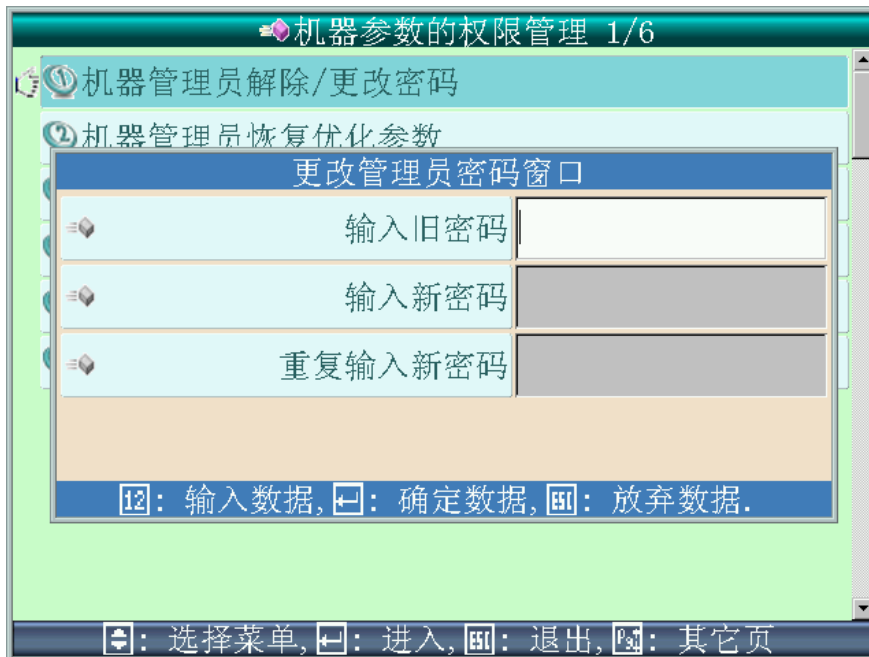 机器参数的权限管理 1/6
① 机器管理员解除/更改密码
② 机器管理员恢复优化参数
更改管理员密码窗口
输入旧密码
输入新密码
重复输入新密码
12: 输入数据, ↵: 确定数据, ESC: 放弃数据.
: 选择菜单, ↵: 进入, ESC: 退出, Pg: 其它页